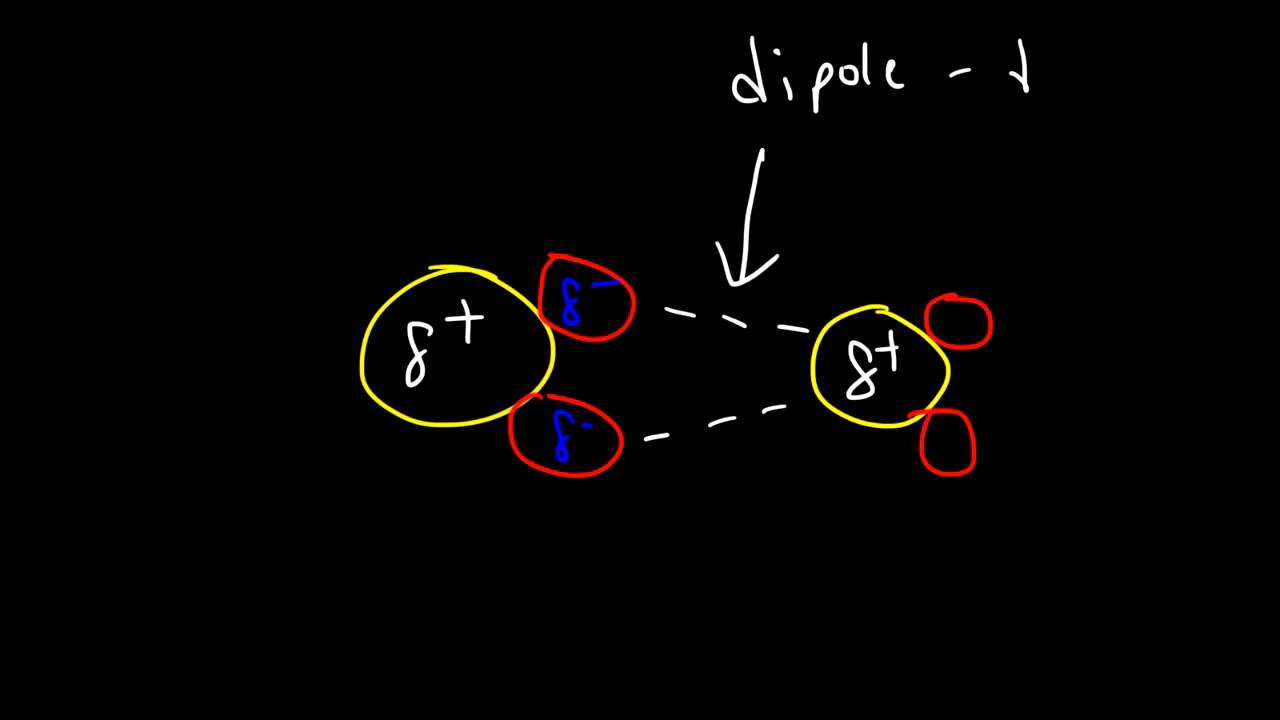 dipole - d
δ+ δ- δ+
δ-